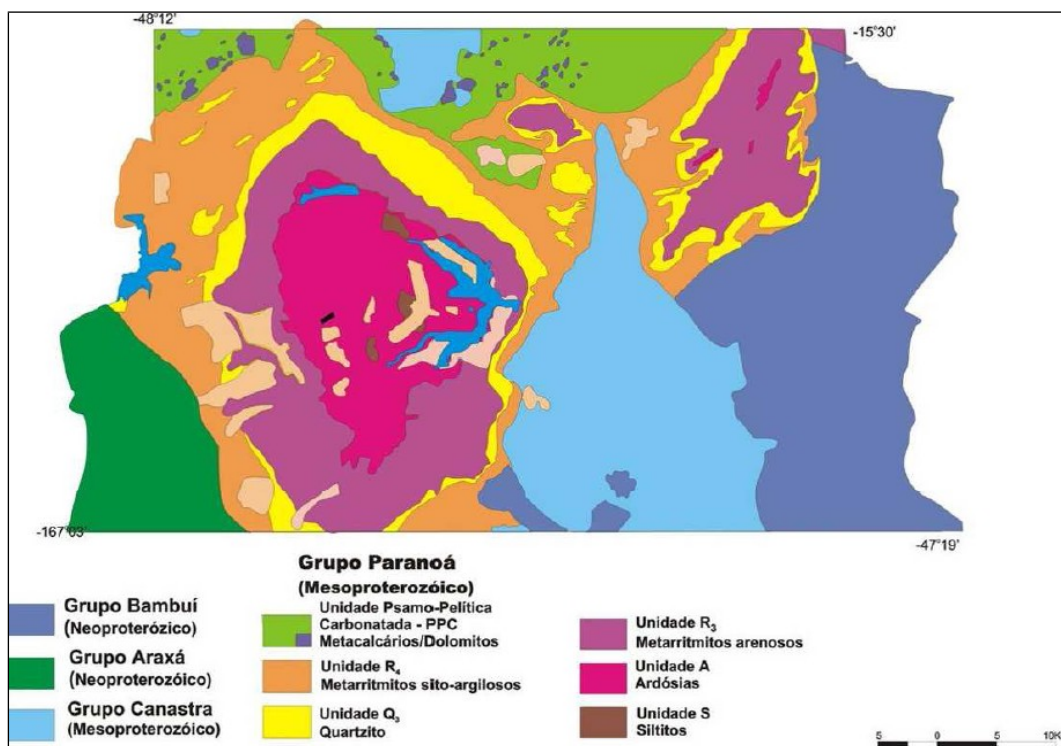 -48°12'
-15°30'
-167°03'
-47°19'
Grupo Paranoá
(Mesoproterozóico)
Grupo Bambuí
(Neoproterózico)
Grupo Araxá
(Neoproterozóico)
Grupo Canastra
(Mesoproterozóico)
Unidade Psamo-Pelítica
Carbonatada - PPC
Metacalcários/Dolomitos
Unidade R4
Metarritmitos sito-argilosos
Unidade Q3
Quartzito
Unidade R3
Metarritmitos arenosos
Unidade A
Ardósias
Unidade S
Siltitos
5 0 5 10K